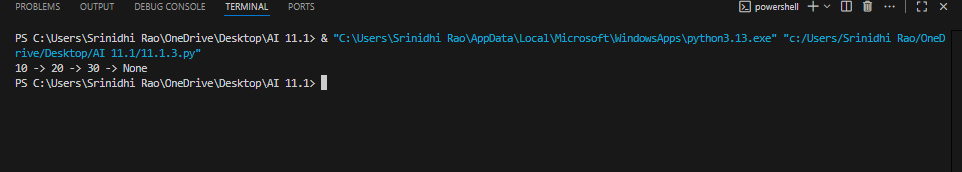 PROBLEMS OUTPUT DEBUG CONSOLE TERMINAL PORTS powershell
PS C:\Users\Srinidhi Rao\OneDrive\Desktop\AI 11.1> & "C:\Users\Srinidhi Rao\AppData\Local\Microsoft\WindowsApps\python3.13.exe" "c:/Users/Srinidhi Rao/OneD
rive/Desktop/AI 11.1/11.1.3.py"
10 -> 20 -> 30 -> None
PS C:\Users\Srinidhi Rao\OneDrive\Desktop\AI 11.1>